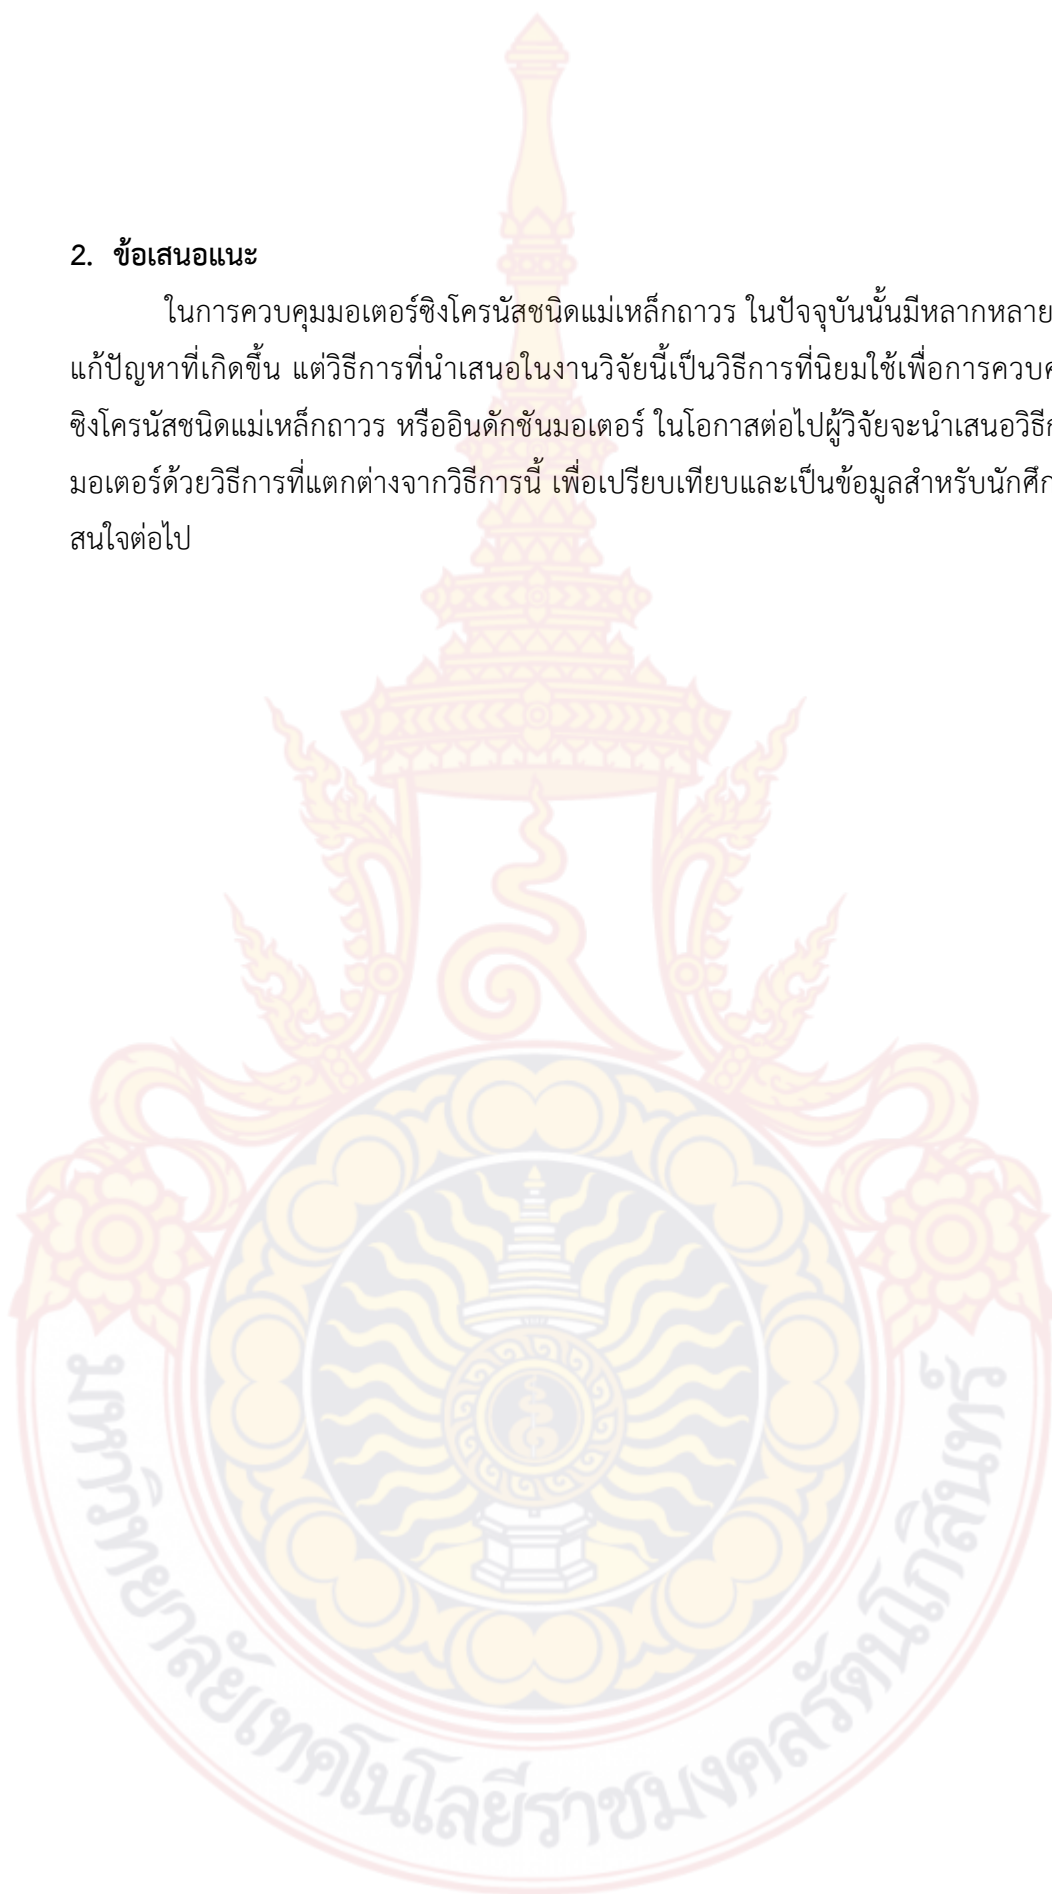 2. ข้อเสนอแนะ
ในการควบคุมมอเตอร์ซิงโครนัสชนิดแม่เหล็กถาวร ในปัจจุบันนั้นมีหลากหลาย
แก้ปัญหาที่เกิดขึ้น แต่วิธีการที่นำเสนอในงานวิจัยนี้เป็นวิธีการที่นิยมใช้เพื่อการควบค
ซิงโครนัสชนิดแม่เหล็กถาวร หรืออินดักชันมอเตอร์ ในโอกาสต่อไปผู้วิจัยจะนำเสนอวิธีก
มอเตอร์ด้วยวิธีการที่แตกต่างจากวิธีการนี้ เพื่อเปรียบเทียบและเป็นข้อมูลสำหรับนักศึก
สนใจต่อไป
มหาวิทยาลัยเทคโนโลยีราชมงคลรัตนโกสินทร์